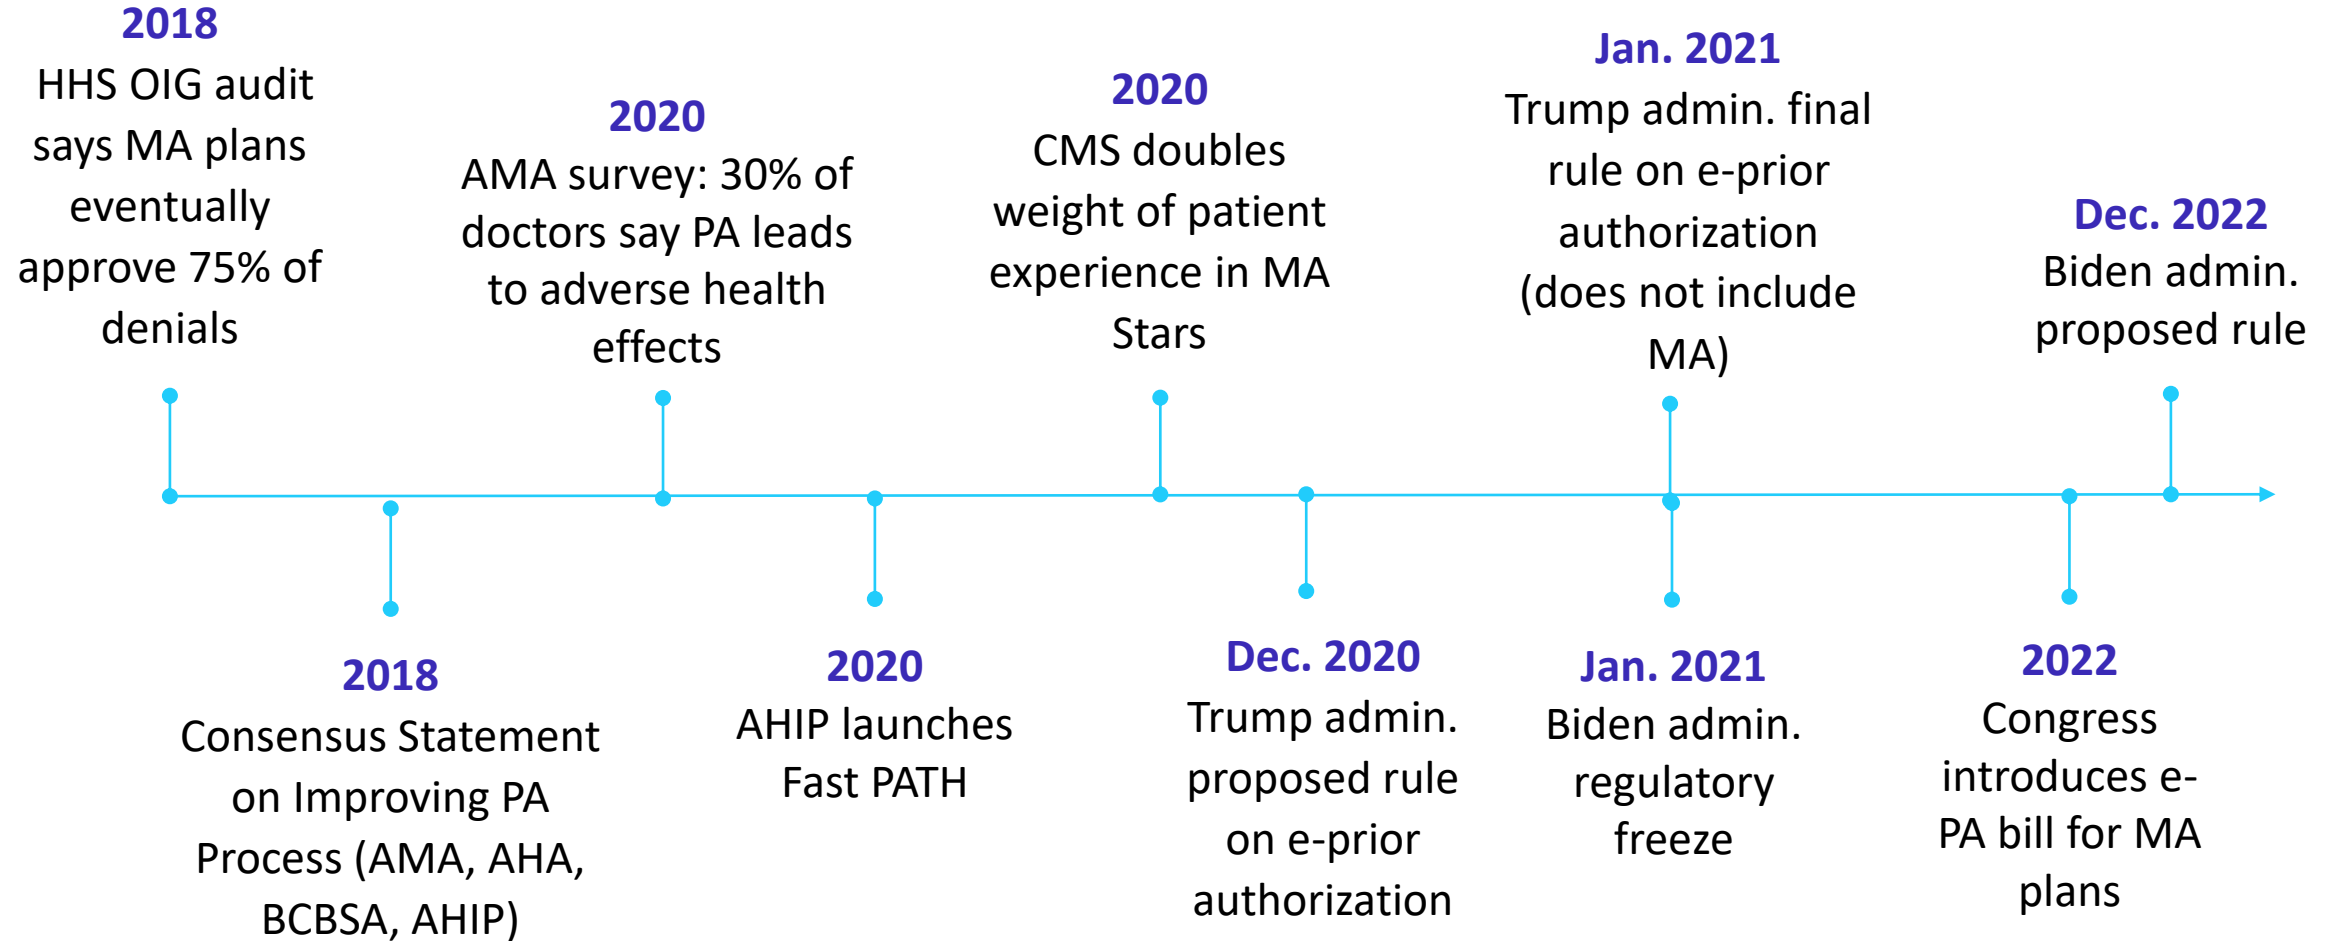 2018
HHS OIG audit
says MA plans
eventually
approve 75% of
denials
2018
Consensus Statement
on Improving PA
Process (AMA, AHA,
BCBSA, AHIP)
2020
AMA survey: 30% of
doctors say PA leads
to adverse health
effects
2020
AHIP launches
Fast PATH
2020
CMS doubles
weight of patient
experience in MA
Stars
Dec. 2020
Trump admin.
proposed rule
on e-prior
authorization
Jan. 2021
Trump admin. final
rule on e-prior
authorization
(does not include
MA)
Jan. 2021
Biden admin.
regulatory
freeze
2022
Congress
introduces e-
PA bill for MA
plans
Dec. 2022
Biden admin.
proposed rule